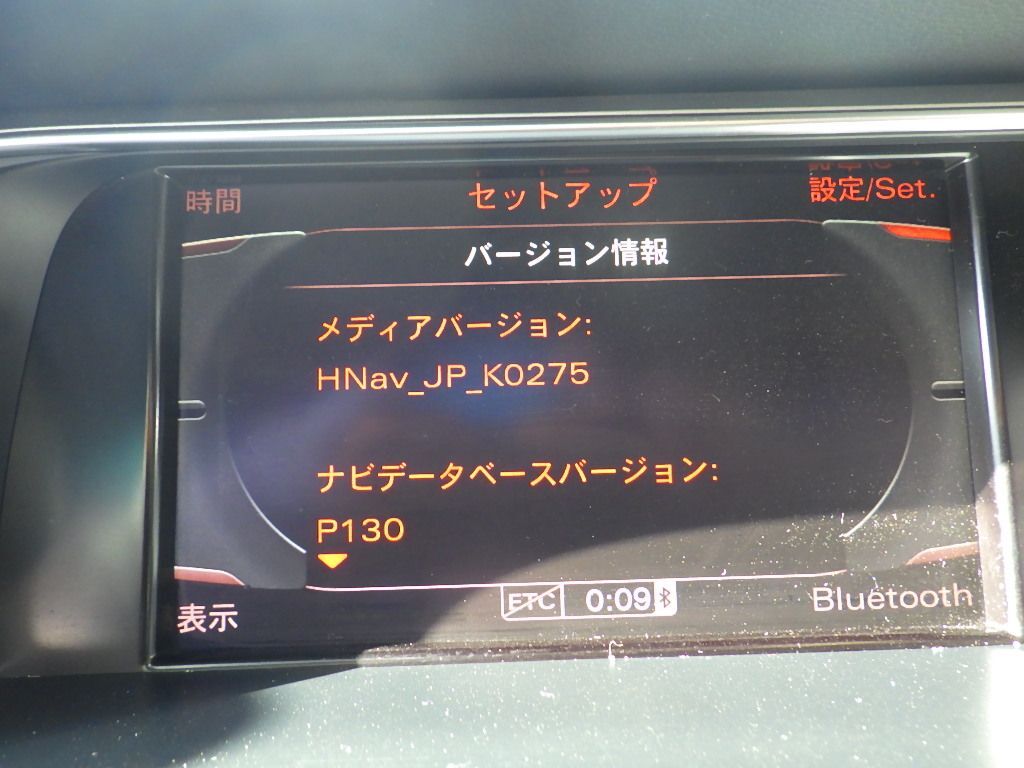 時間 セットアップ 設定/Set.
バージョン情報
メディアバージョン:
HNav_JP_K0275
ナビデータベースバージョン:
P130
表示 ETC 0:09 Bluetooth